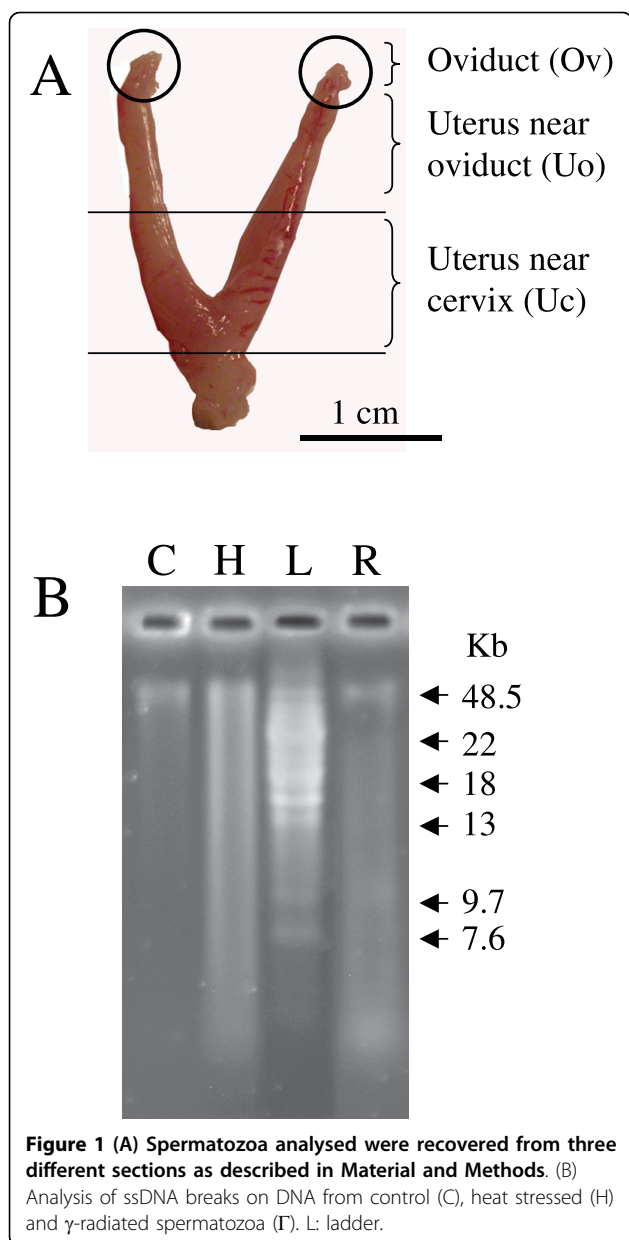 A
Oviduct (Ov)
Uterus near
oviduct (Uo)
Uterus near
cervix (Uc)
1 cm
B
C H L R
Kb
48.5
22
18
13
9.7
7.6
Figure 1 (A) Spermatozoa analysed were recovered from three
different sections as described in Material and Methods. (B)
Analysis of ssDNA breaks on DNA from control (C), heat stressed (H)
and γ-radiated spermatozoa (Γ). L: ladder.